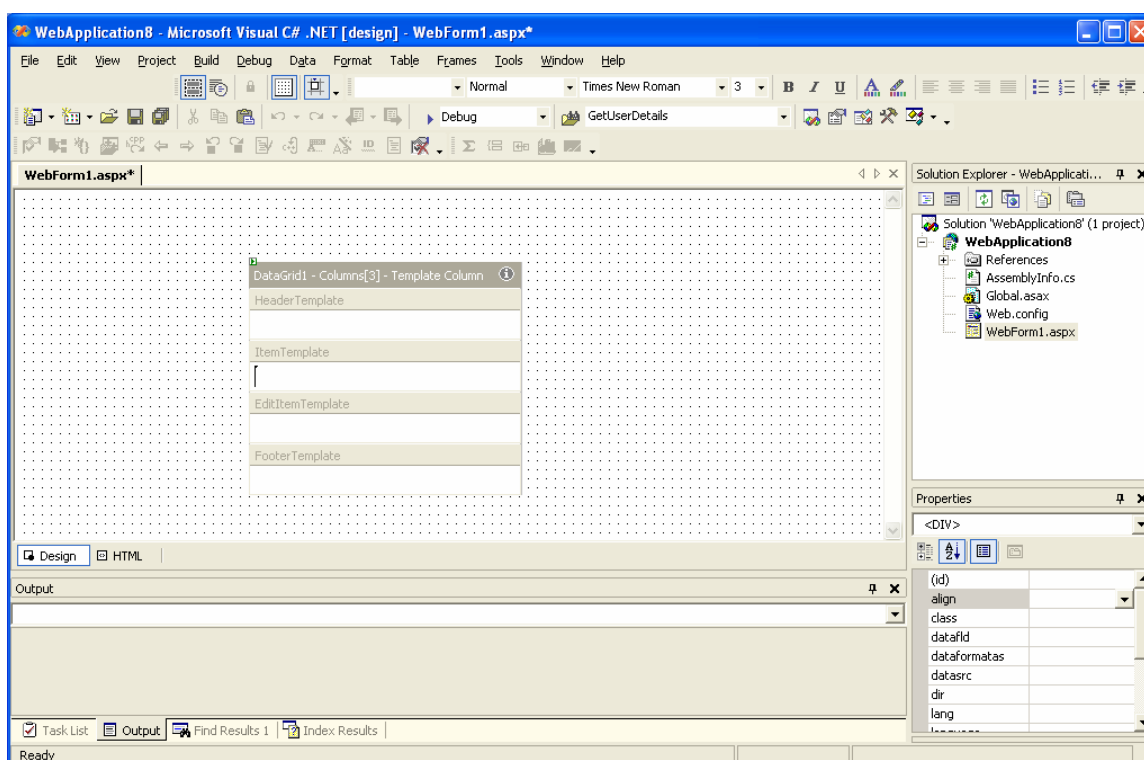 WebApplication8 - Microsoft Visual C# .NET [design] - WebForm1.aspx*
File Edit View Project Build Debug Data Format Table Frames Tools Window Help
Normal Times New Roman 3 B I U A
Debug GetUserDetails
WebForm1.aspx*
DataGrid1 - Columns[3] - Template Column
HeaderTemplate
ItemTemplate
EditItemTemplate
FooterTemplate
Design HTML
Output
Task List Output Find Results 1 Index Results
Ready
Solution Explorer - WebApplicati...
Solution 'WebApplication8' (1 project)
WebApplication8
References
AssemblyInfo.cs
Global.asax
Web.config
WebForm1.aspx
Properties
<DIV>
(id)
align
class
datafld
dataformatas
datasrc
dir
lang